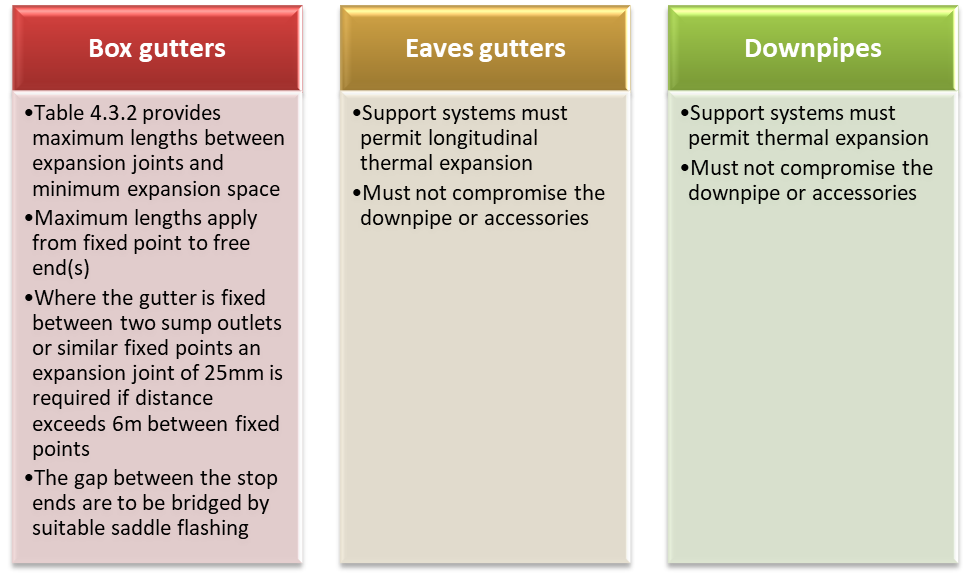 Box gutters
•Table 4.3.2 provides
maximum lengths between
expansion joints and
minimum expansion space
•Maximum lengths apply
from fixed point to free
end(s)
•Where the gutter is fixed
between two sump outlets
or similar fixed points an
expansion joint of 25mm is
required if distance
exceeds 6m between fixed
points
•The gap between the stop
ends are to be bridged by
suitable saddle flashing
Eaves gutters
•Support systems must
permit longitudinal
thermal expansion
•Must not compromise the
downpipe or accessories
Downpipes
•Support systems must
permit thermal expansion
•Must not compromise the
downpipe or accessories